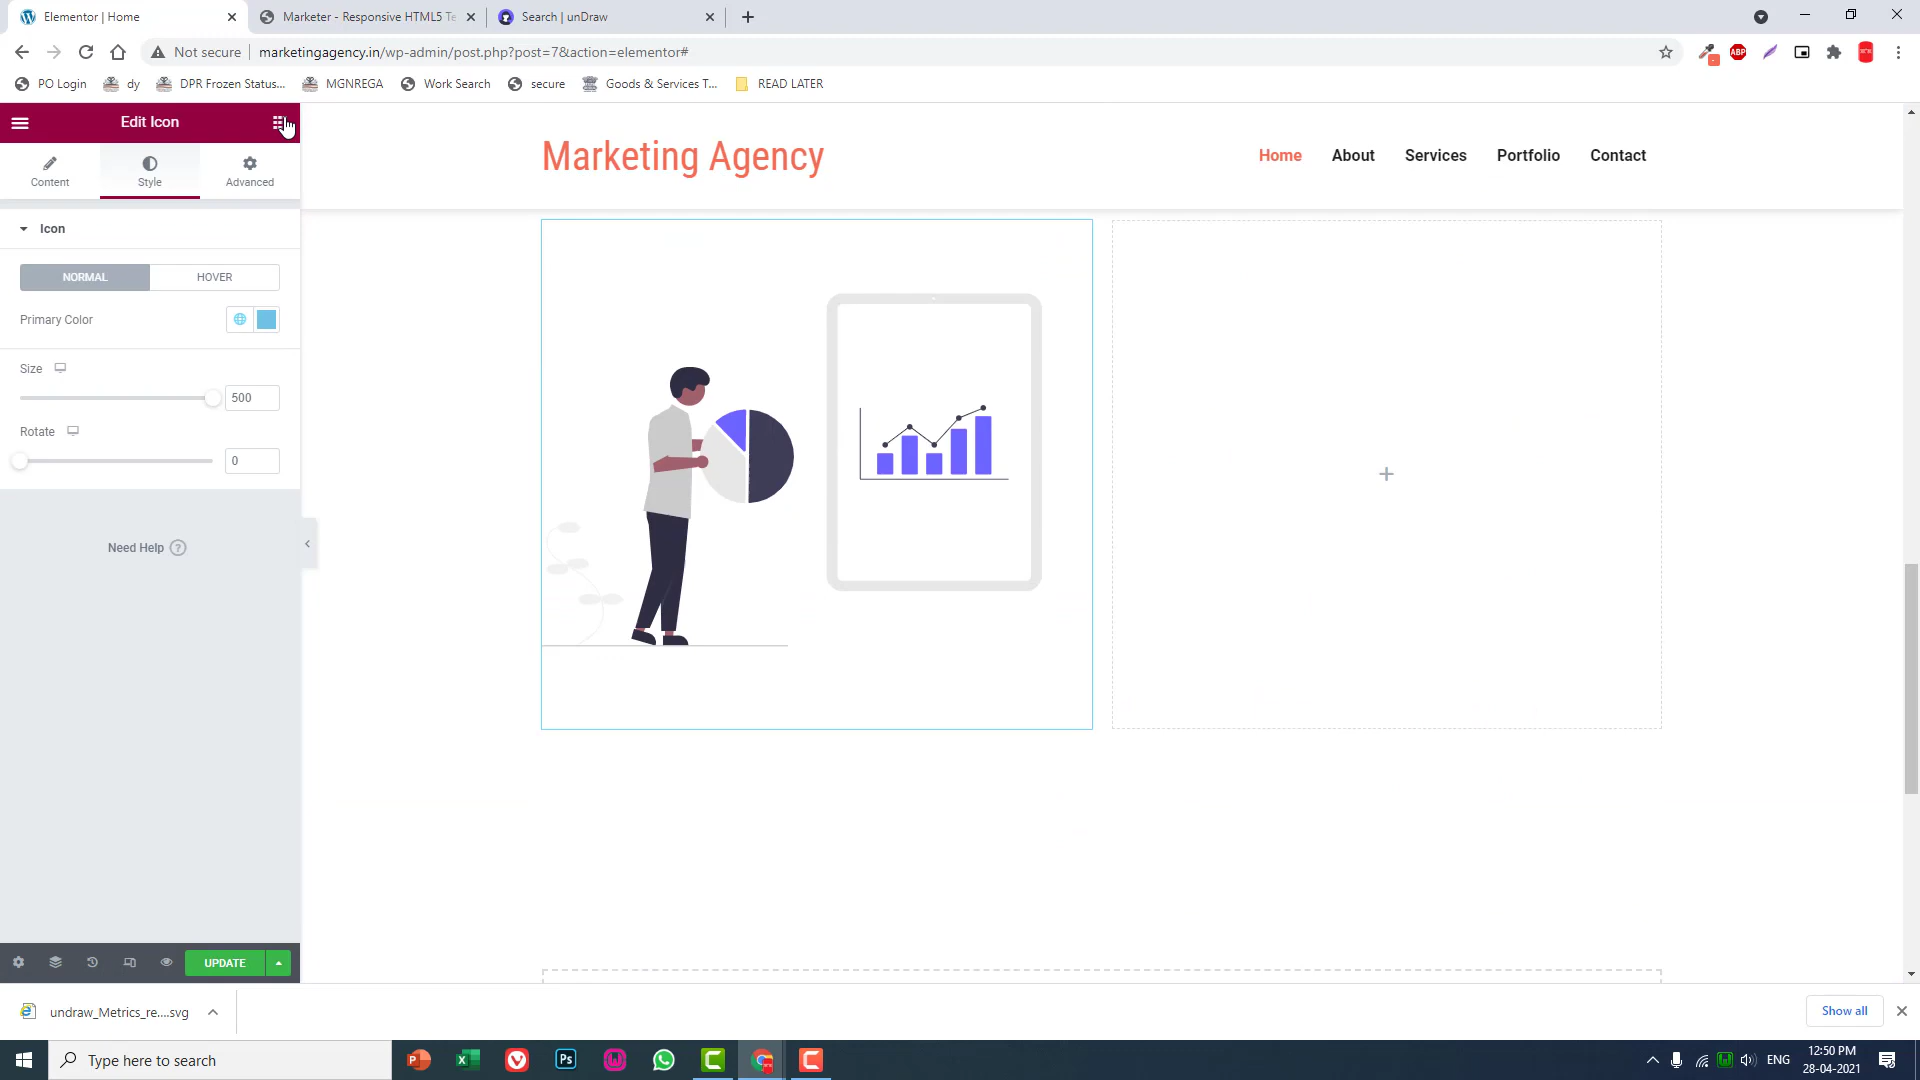 Elementor | Home
Marketer - Responsive HTML5 Te
Search | unDraw
Not secure
marketingagency.in/wp-admin/post.php?post=7&action=elementor#
PO Login
dy
DPR Frozen Status...
MGNREGA
Work Search
secure
Goods & Services T...
READ LATER
ABP
Edit Icon
Content
Style
Advanced
Icon
NORMAL
HOVER
Primary Color
Size
500
Rotate
0
Need Help ?
UPDATE
Marketing Agency
Home
About
Services
Portfolio
Contact
undraw_Metrics_re....svg
Show all
Type here to search
Ps
ENG
12:50 PM
28-04-2021